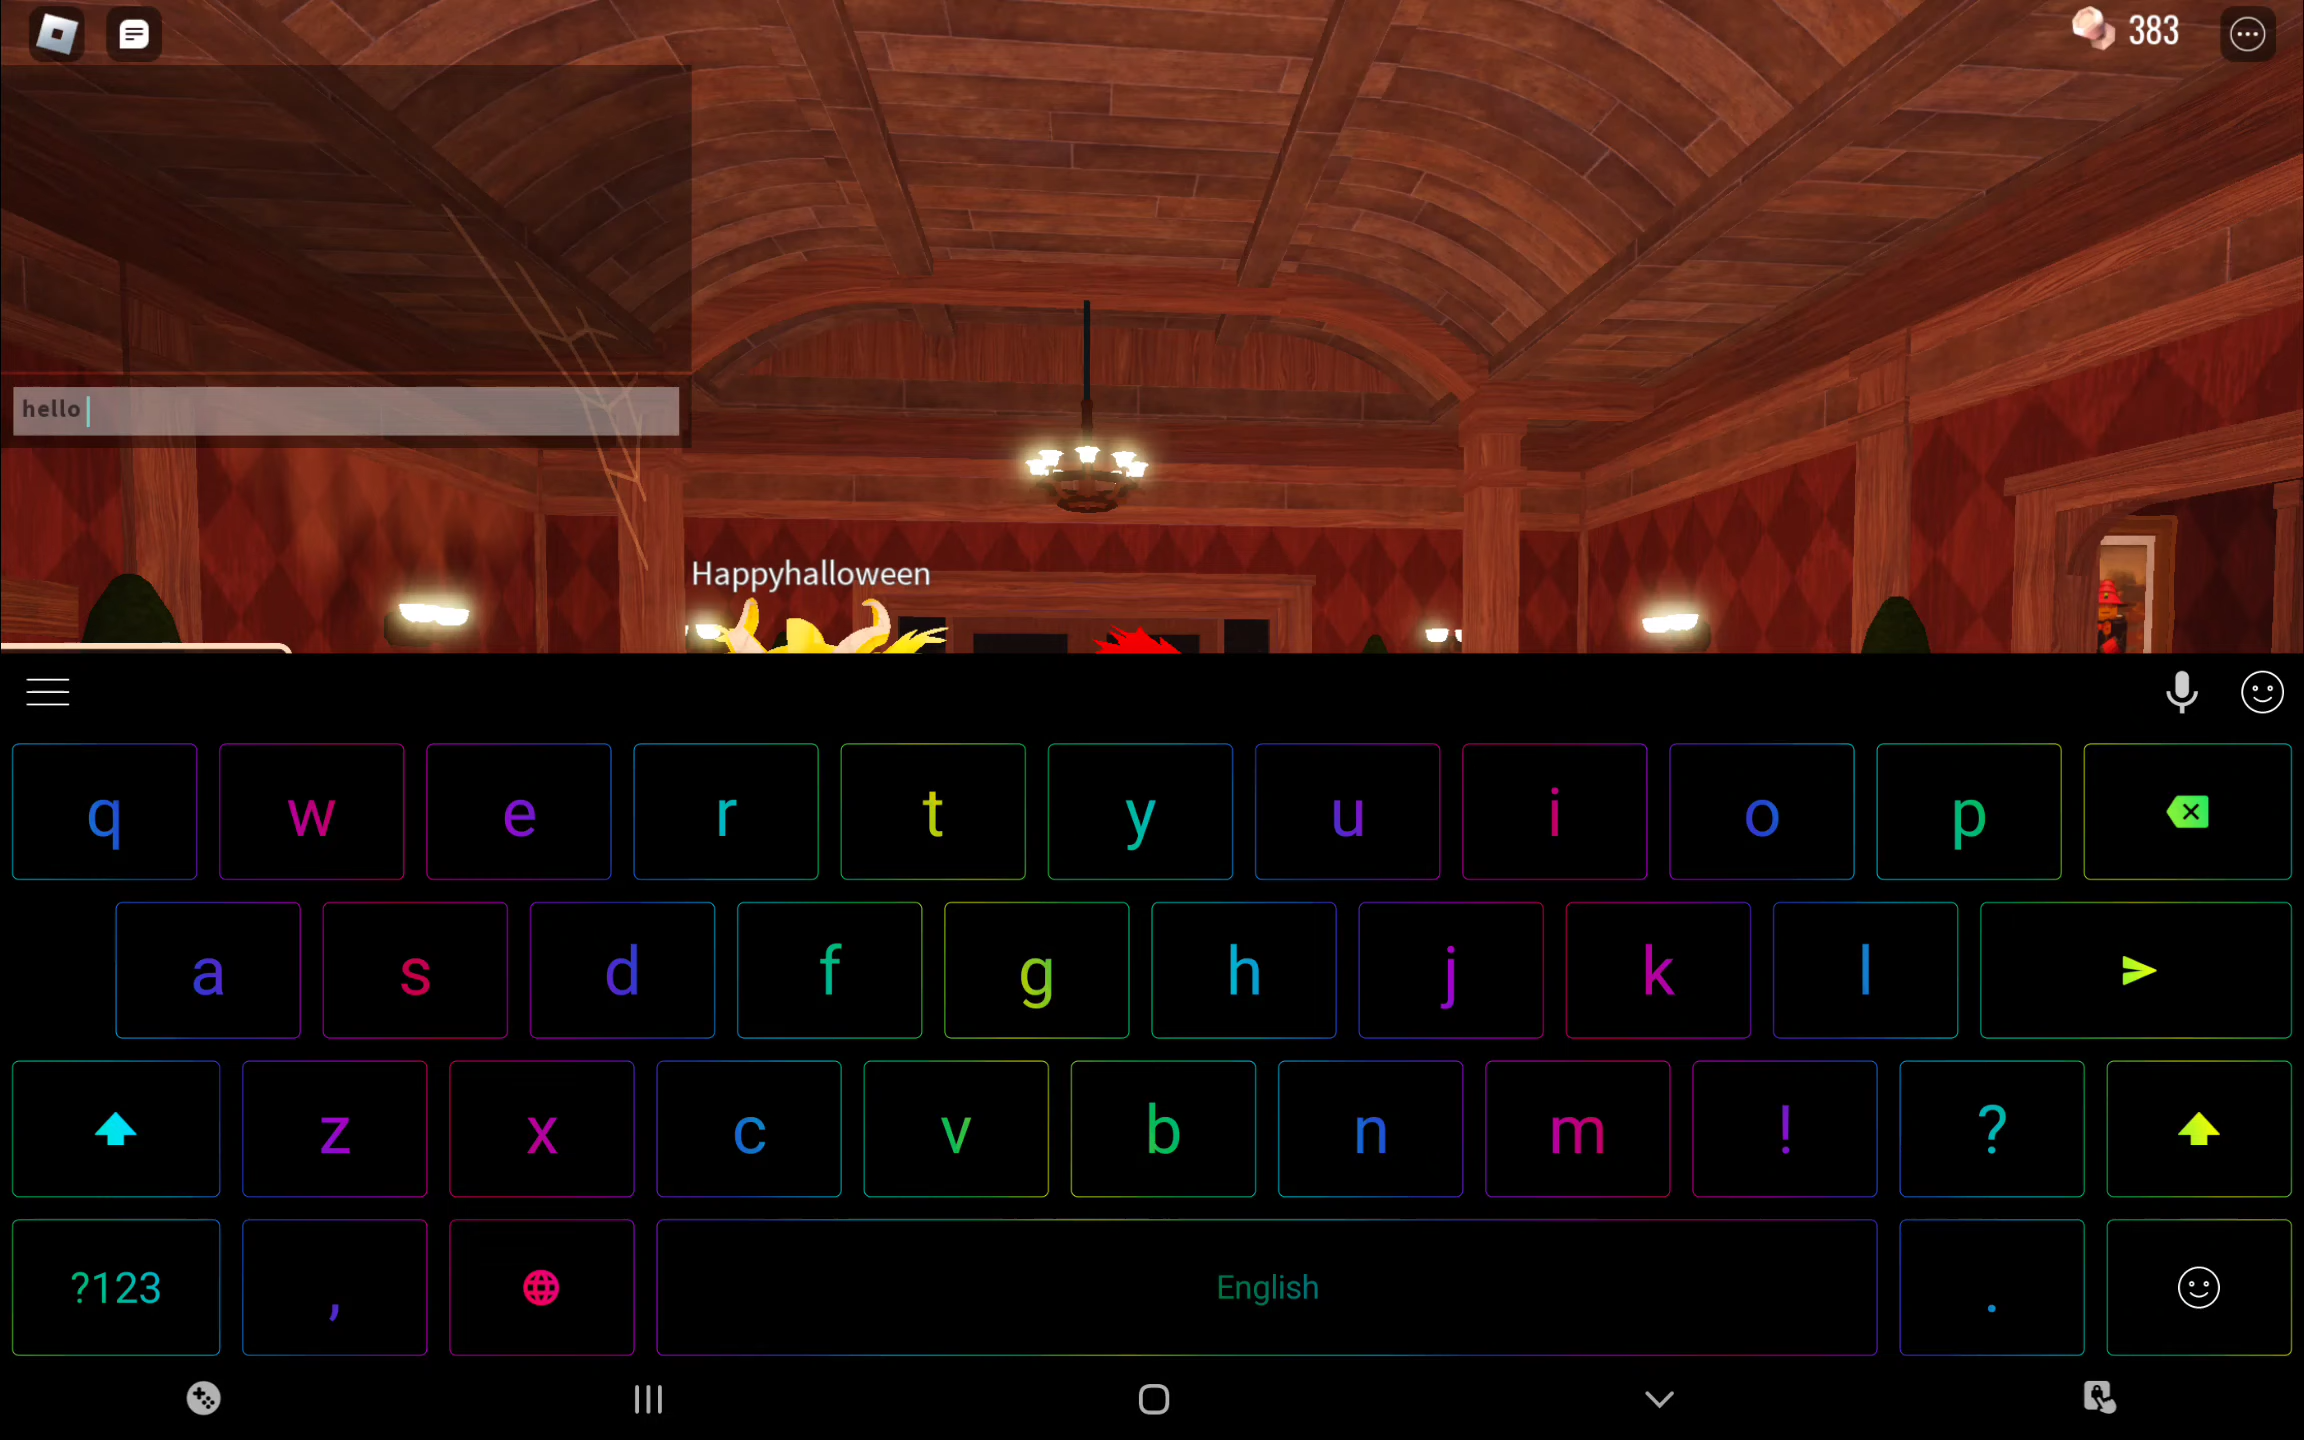 383
hello
Happyhalloween
q w e r t y u i o p
a s d f g h j k l
z x c v b n m ! ?
?123 , English .